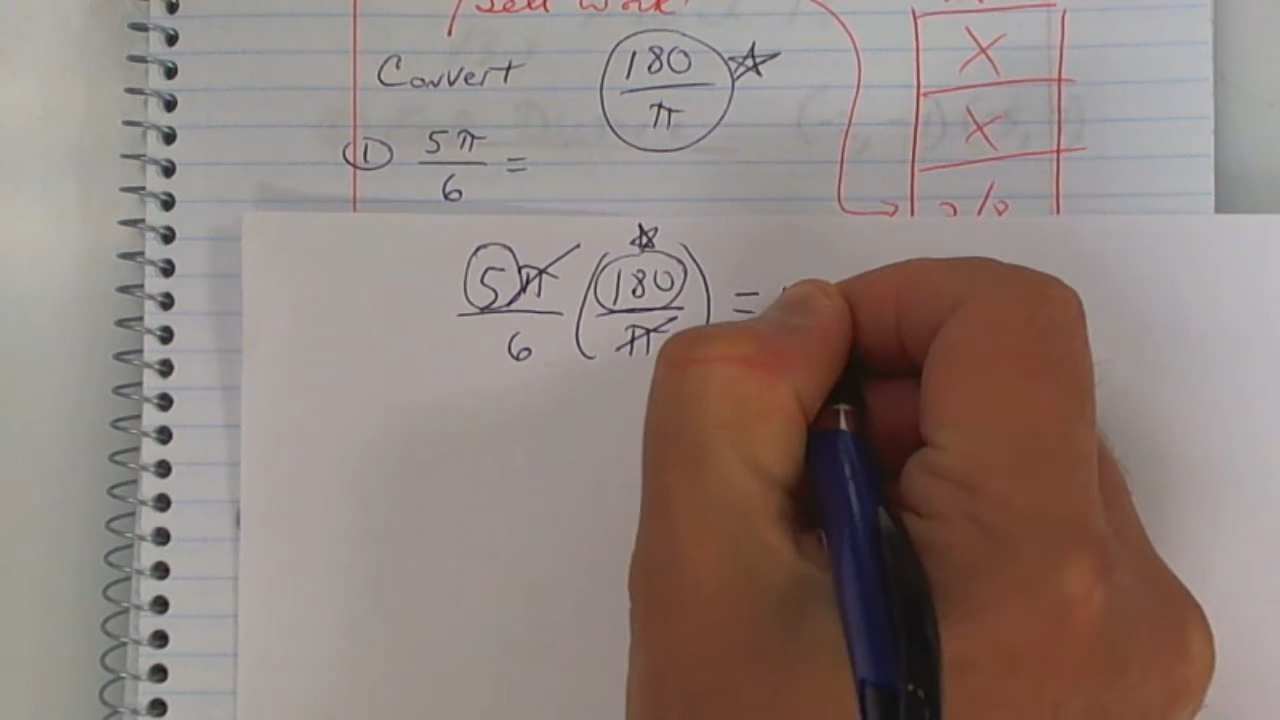 Convert 180/π ☆
① 5π/6 =
5π/6 (180/π) =
X
X